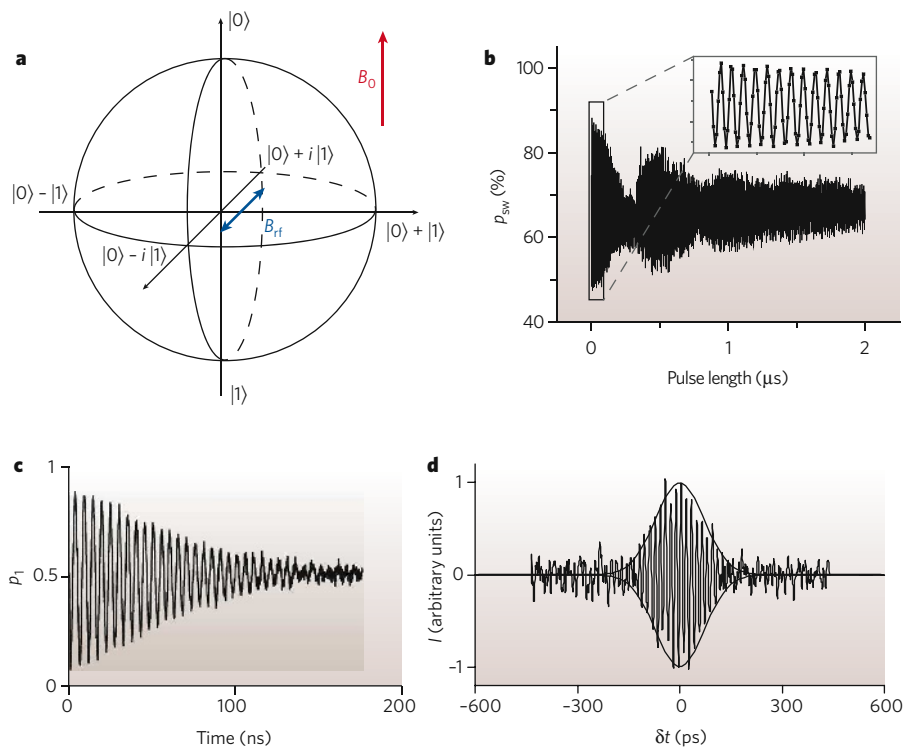 a
|0⟩
B0
|0⟩ + i |1⟩
|0⟩ – |1⟩
Brf
|0⟩ + |1⟩
|0⟩ – i |1⟩
|1⟩
b
100
80
60
40
psw (%)
0
1
2
Pulse length (µs)
c
1
0.5
0
p1
0
100
200
Time (ns)
d
1
0
-1
I (arbitrary units)
-600
-300
0
300
600
δt (ps)